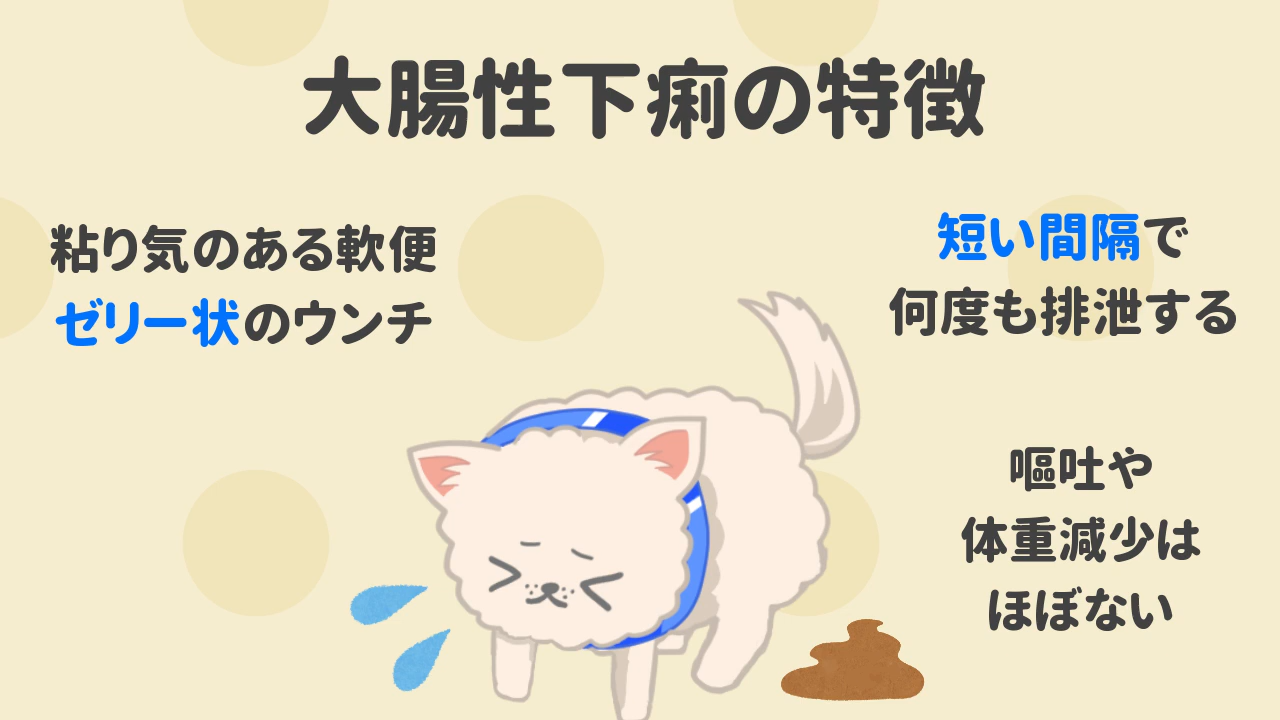 大腸性下痢の特徴
粘り気のある軟便
ゼリー状のウンチ
短い間隔で
何度も排泄する
嘔吐や
体重減少は
ほぼない